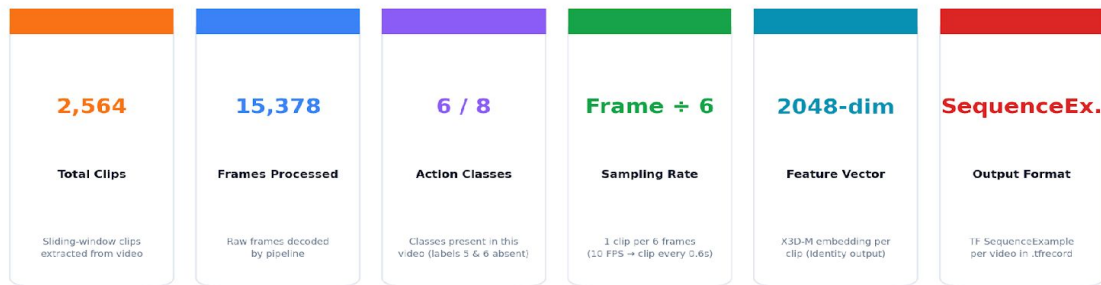 2,564
Total Clips
Sliding-window clips
extracted from video
15,378
Frames Processed
Raw frames decoded
by pipeline
6 / 8
Action Classes
Classes present in this
video (labels 5 & 6 absent)
Frame ÷ 6
Sampling Rate
1 clip per 6 frames
(10 FPS → clip every 0.6s)
2048-dim
Feature Vector
X3D-M embedding per
clip (Identity output)
SequenceEx.
Output Format
TF SequenceExample
per video in .tfrecord